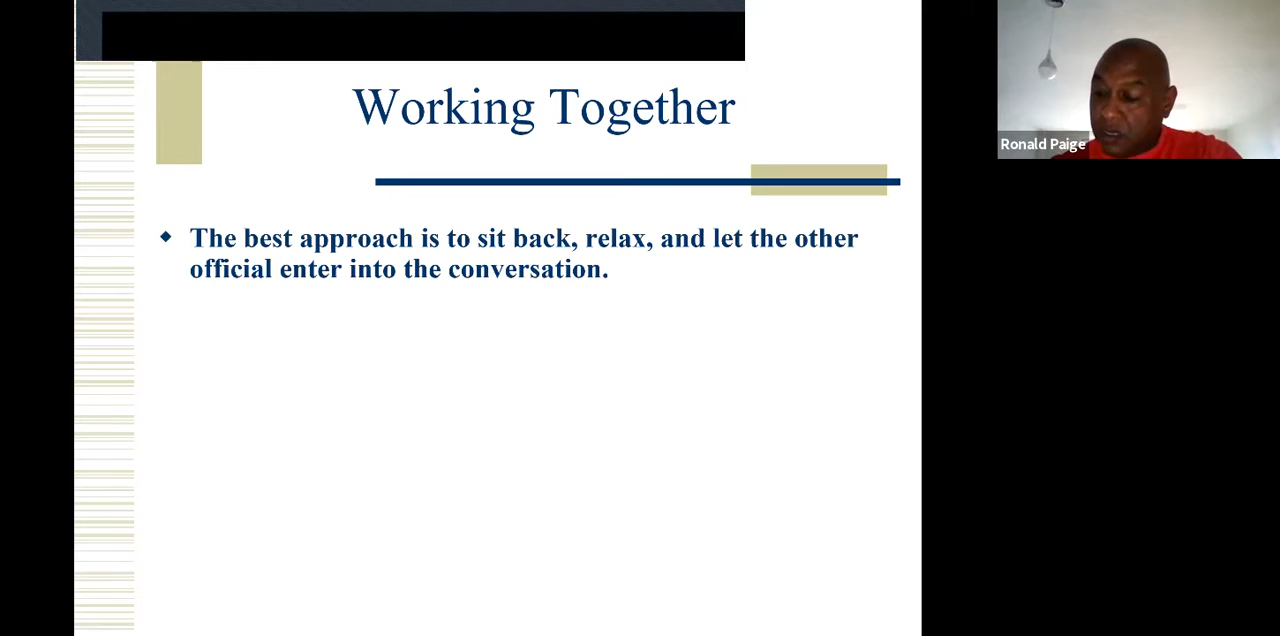 Working Together
The best approach is to sit back, relax, and let the other
official enter into the conversation.
Ronald Paige